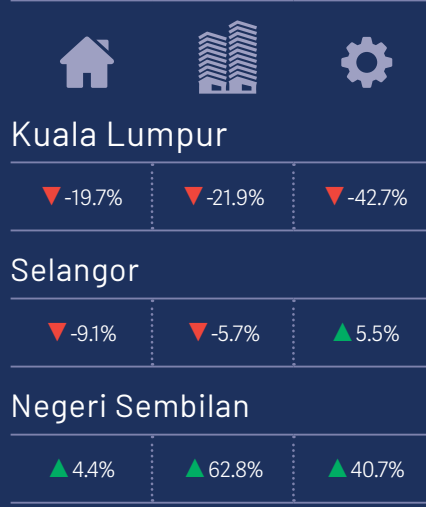 Kuala Lumpur
▼-19.7% ▼-21.9% ▼-42.7%
Selangor
▼-9.1% ▼-5.7% ▲5.5%
Negeri Sembilan
▲4.4% ▲62.8% ▲40.7%